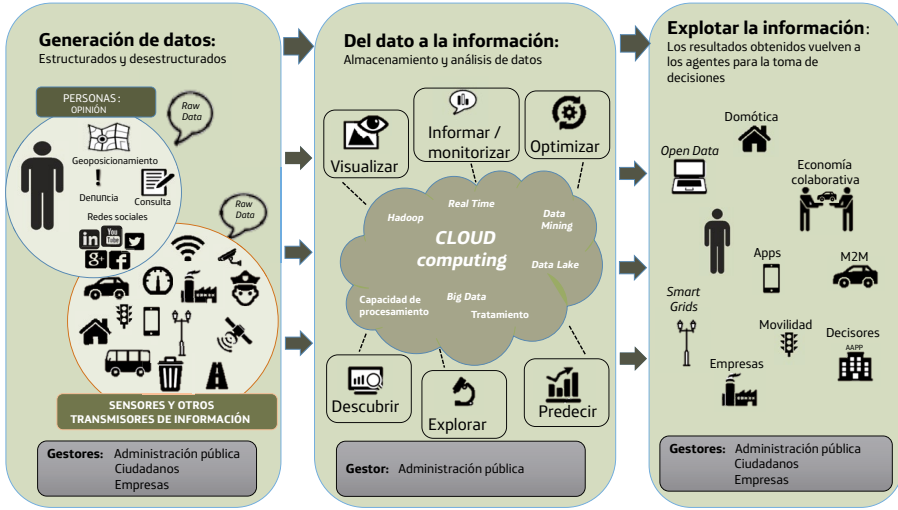 Generación de datos:
Estructurados y desestructurados
PERSONAS:
OPINIÓN
Raw
Data
Geoposicionamiento
!
Denuncia
Consulta
Redes sociales
in
You
Tube
g+
f
Raw
Data
SENSORES Y OTROS
TRANSMISORES DE INFORMACIÓN
Gestores: Administración pública
Ciudadanos
Empresas
Del dato a la información:
Almacenamiento y análisis de datos
Visualizar
Informar /
monitorizar
Optimizar
Hadoop
Real Time
Data
Mining
CLOUD
computing
Data Lake
Capacidad de
procesamiento
Big Data
Tratamiento
Descubrir
Explorar
Predecir
Gestor: Administración pública
Explotar la información:
Los resultados obtenidos vuelven a
los agentes para la toma de
decisiones
Domótica
Open Data
Economía
colaborativa
Apps
M2M
Smart
Grids
Movilidad
Decisores
AAPP
Empresas
Gestores: Administración pública
Ciudadanos
Empresas